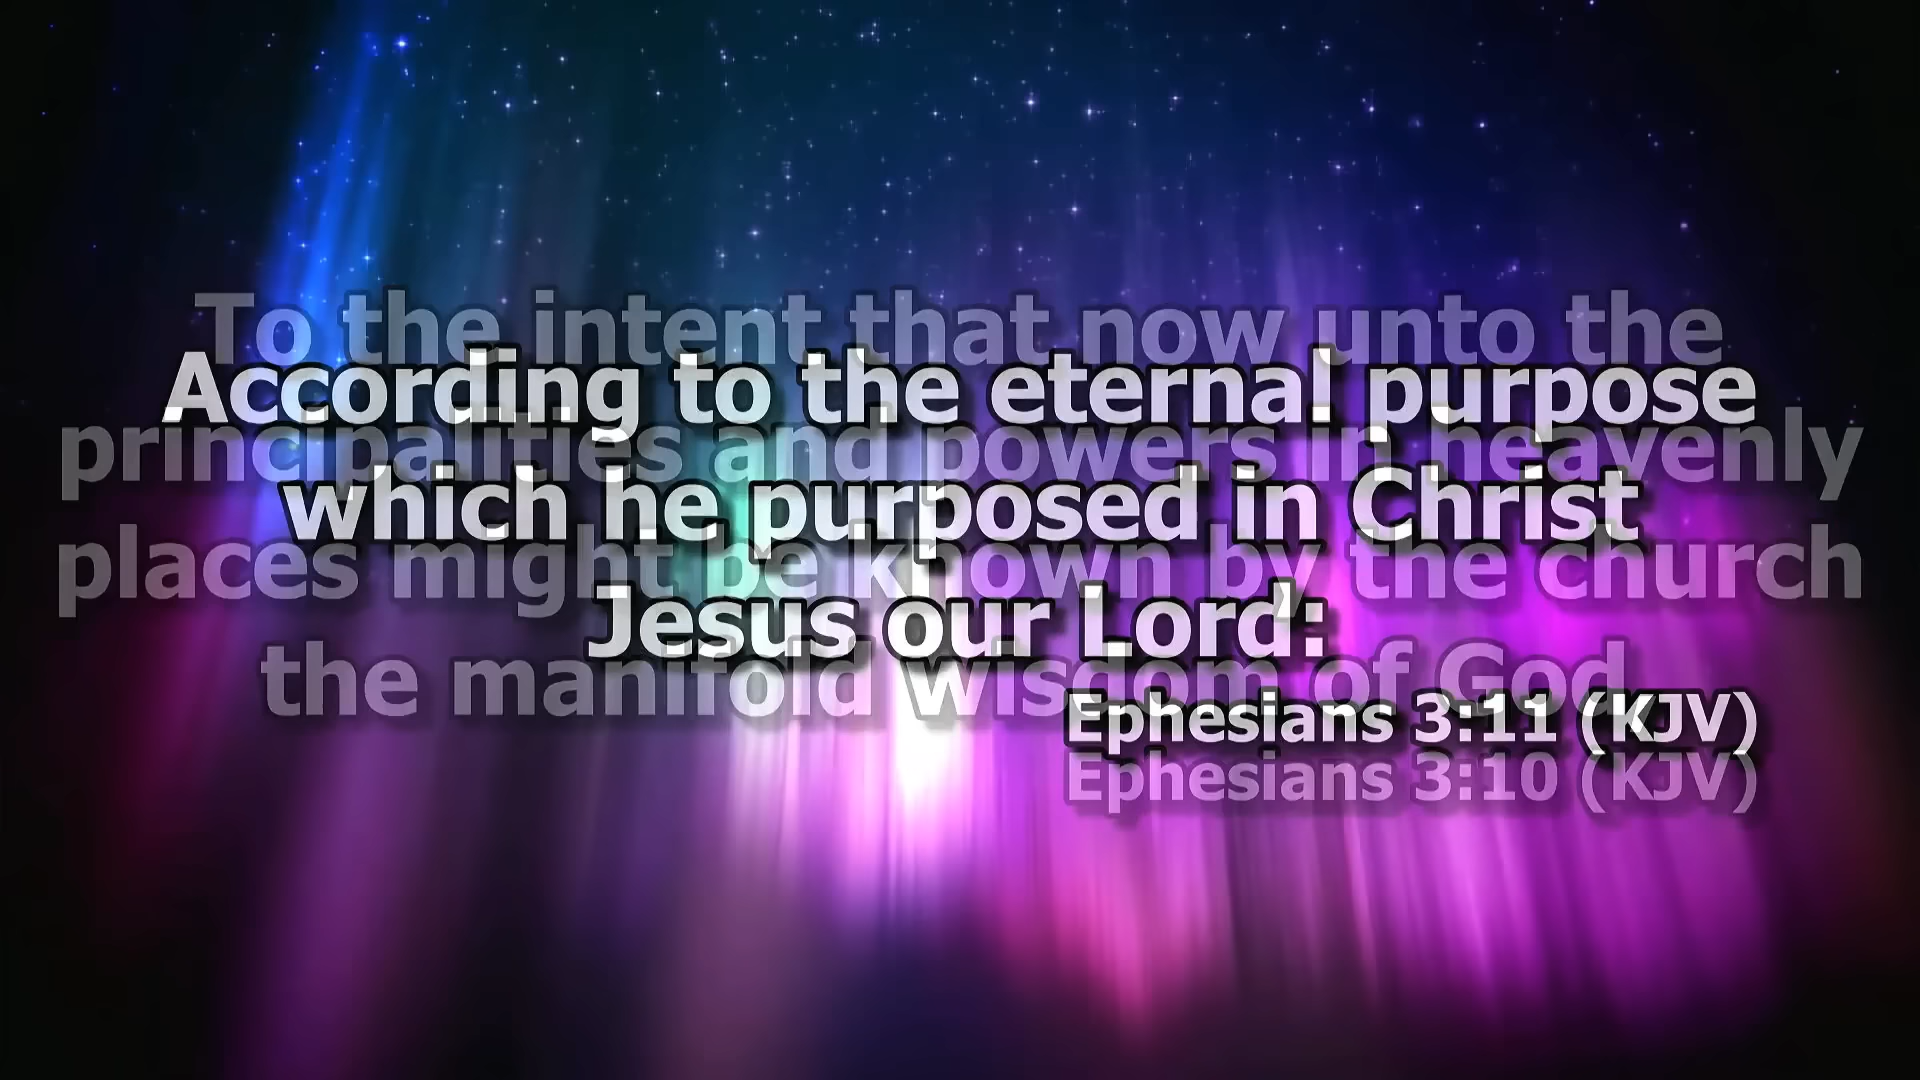 To the intent that now unto the
principalities and powers in heavenly
places might be known by the church
the manifold wisdom of God
Ephesians 3:10 (KJV)
According to the eternal purpose
which he purposed in Christ
Jesus our Lord:
Ephesians 3:11 (KJV)